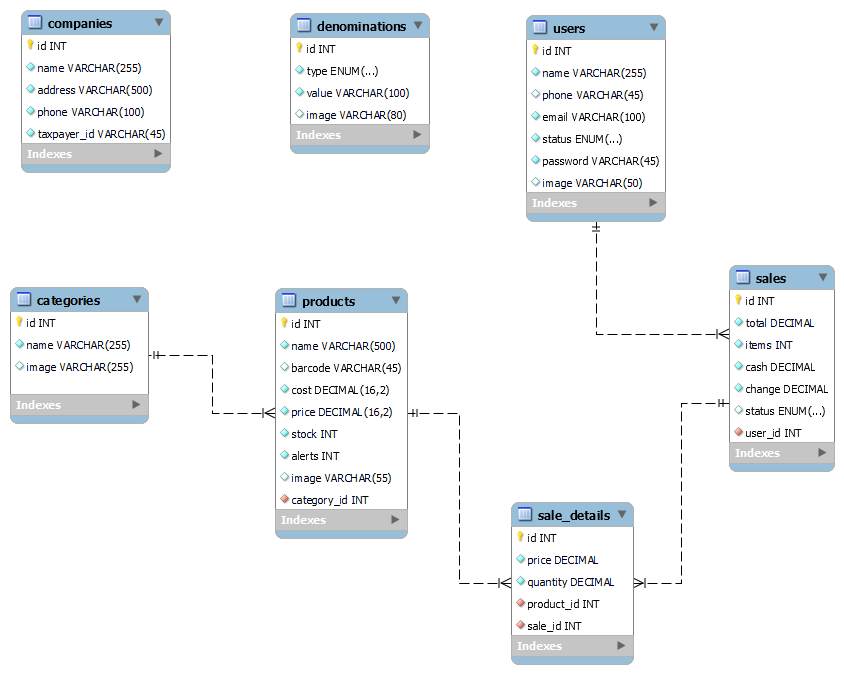 companies
id INT
name VARCHAR(255)
address VARCHAR(500)
phone VARCHAR(100)
taxpayer_id VARCHAR(45)
Indexes
denominations
id INT
type ENUM(...)
value VARCHAR(100)
image VARCHAR(80)
Indexes
users
id INT
name VARCHAR(255)
phone VARCHAR(45)
email VARCHAR(100)
status ENUM(...)
password VARCHAR(45)
image VARCHAR(50)
Indexes
categories
id INT
name VARCHAR(255)
image VARCHAR(255)
Indexes
products
id INT
name VARCHAR(500)
barcode VARCHAR(45)
cost DECIMAL(16,2)
price DECIMAL(16,2)
stock INT
alerts INT
image VARCHAR(55)
category_id INT
Indexes
sales
id INT
total DECIMAL
items INT
cash DECIMAL
change DECIMAL
status ENUM(...)
user_id INT
Indexes
sale_details
id INT
price DECIMAL
quantity DECIMAL
product_id INT
sale_id INT
Indexes